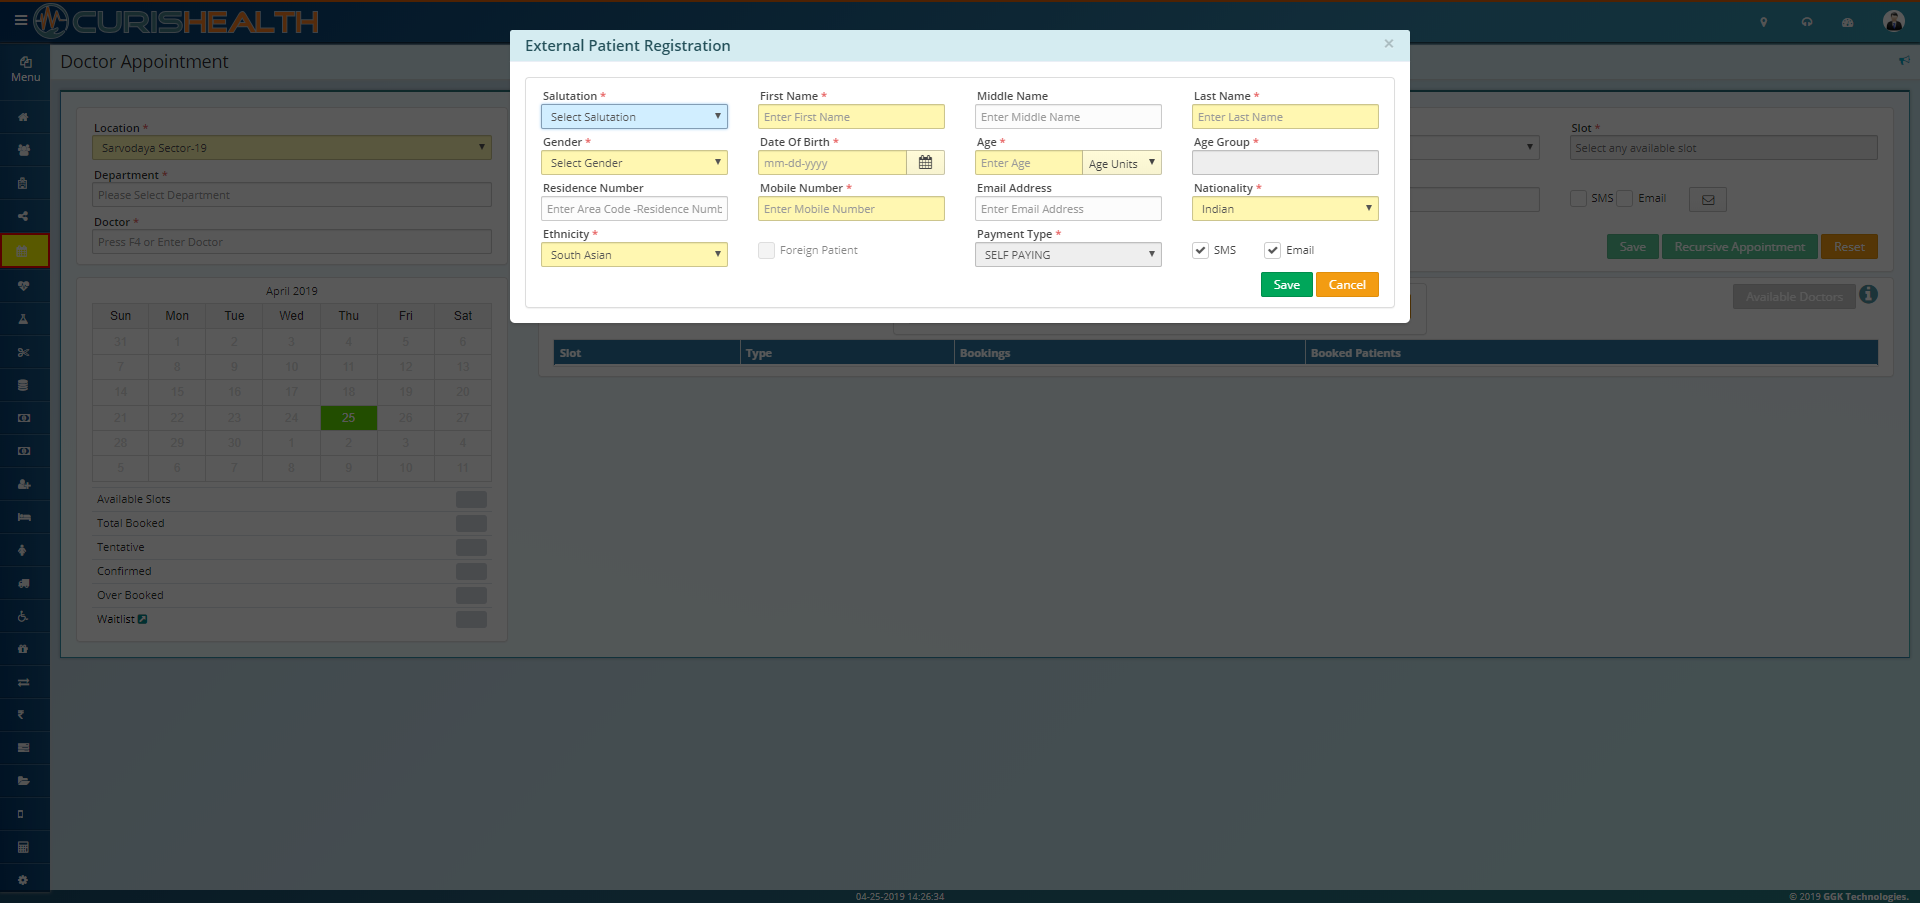 CURISHEALTH
Menu
Doctor Appointment
Location *
Sarvodaya Sector-19
Department *
Please Select Department
Doctor *
Press F4 or Enter Doctor
April 2019
Sun Mon Tue Wed Thu Fri Sat
31 1 2 3 4 5 6
7 8 9 10 11 12 13
14 15 16 17 18 19 20
21 22 23 24 25 26 27
28 29 30 1 2 3 4
5 6 7 8 9 10 11
Available Slots
Total Booked
Tentative
Confirmed
Over Booked
Waitlist
External Patient Registration ×
Salutation * First Name * Middle Name Last Name *
Select Salutation Enter First Name Enter Middle Name Enter Last Name
Gender * Date Of Birth * Age * Age Group *
Select Gender mm-dd-yyyy Enter Age Age Units
Residence Number Mobile Number * Email Address Nationality *
Enter Area Code -Residence Numb Enter Mobile Number Enter Email Address Indian
Ethnicity * Foreign Patient Payment Type * SMS Email
South Asian SELF PAYING
Save Cancel
Slot *
Select any available slot
SMS Email
Save Recursive Appointment Reset
Available Doctors
Slot Type Bookings Booked Patients
04-25-2019 14:26:34
© 2019 GGK Technologies.